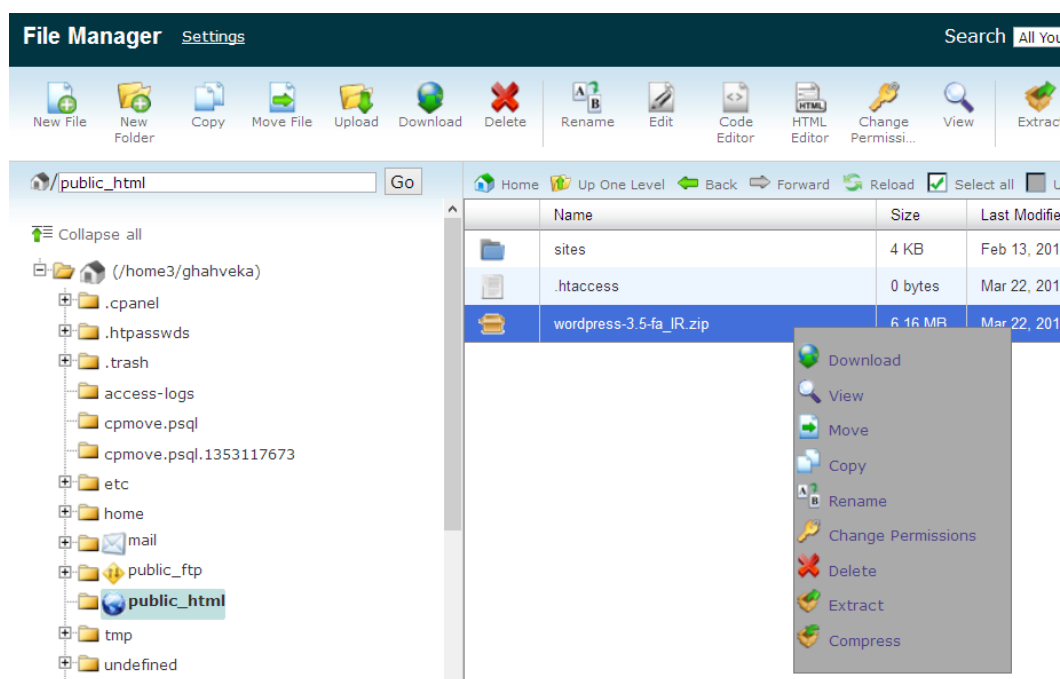 File Manager Settings Search All You
New File New Folder Copy Move File Upload Download Delete Rename Edit Code Editor HTML Editor Change Permissi... View Extract
/public_html Go
Home Up One Level Back Forward Reload Select all U
Collapse all
(/home3/ghahveka)
.cpanel
.htpasswds
.trash
access-logs
cpmove.psql
cpmove.psql.1353117673
etc
home
mail
public_ftp
public_html
tmp
undefined
Name Size Last Modifie
sites 4 KB Feb 13, 201
.htaccess 0 bytes Mar 22, 201
wordpress-3.5-fa_IR.zip 6.16 MB Mar 22, 201
Download
View
Move
Copy
Rename
Change Permissions
Delete
Extract
Compress